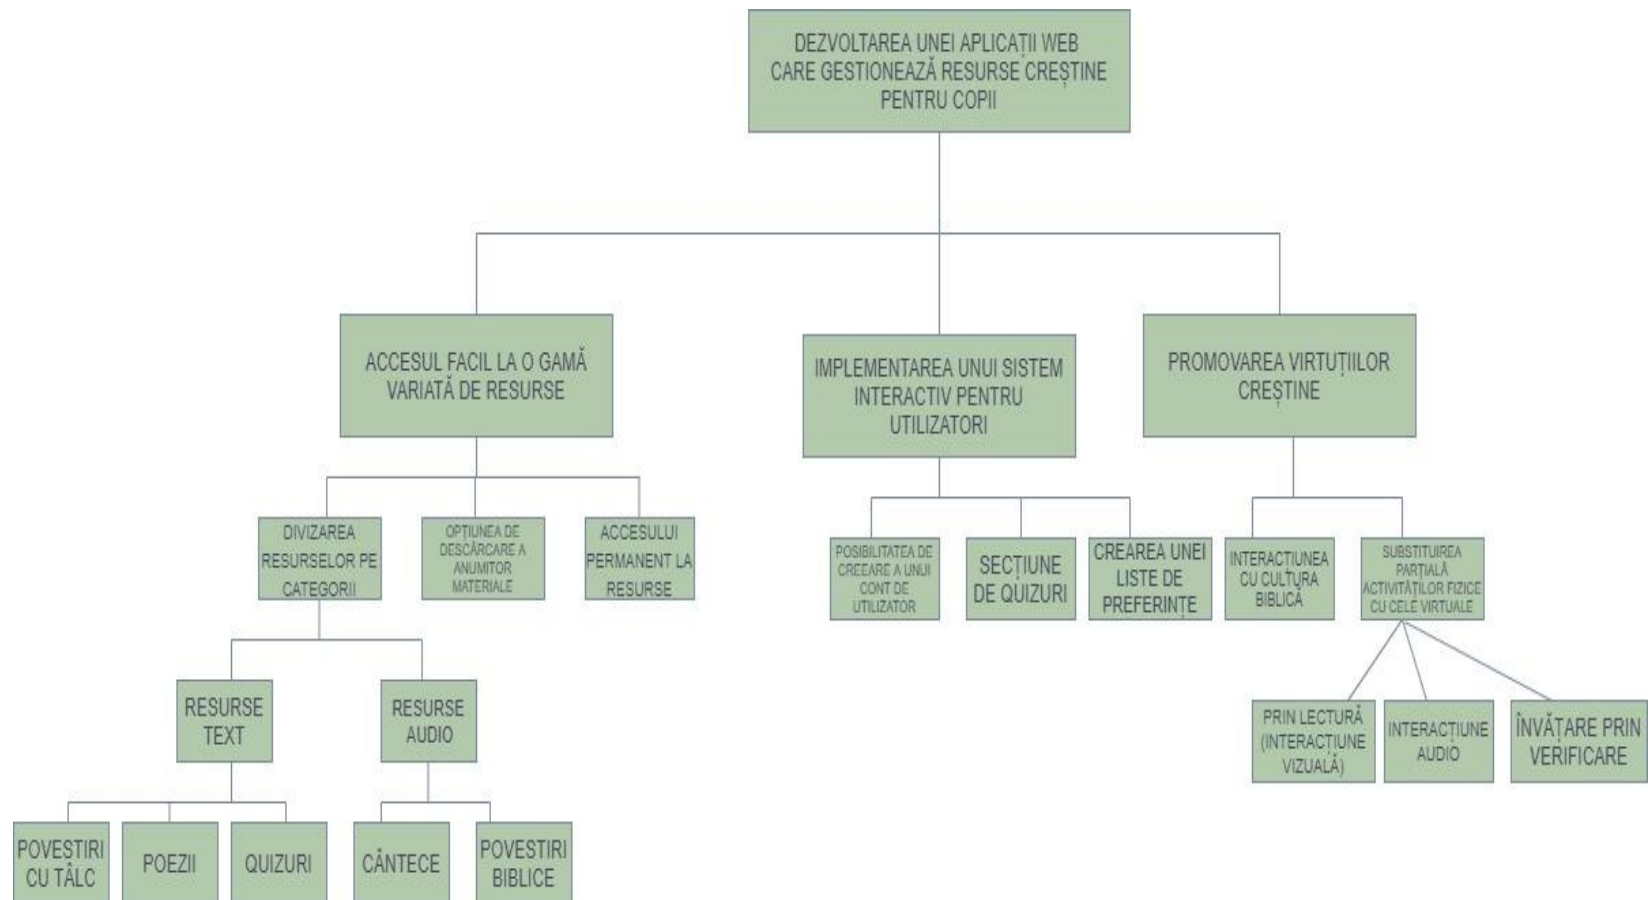 DEZVOLTAREA UNEI APLICAȚII WEB
CARE GESTIONEAZĂ RESURSE CREȘTINE
PENTRU COPII
ACCESUL FACIL LA O GAMĂ
VARIATĂ DE RESURSE
IMPLEMENTAREA UNUI SISTEM
INTERACTIV PENTRU
UTILIZATORI
PROMOVAREA VIRTUȚIILOR
CREȘTINE
DIVIZAREA
RESURSELOR PE
CATEGORII
OPȚIUNEA DE
DESCĂRCARE A
ANUMITOR
MATERIALE
ACCESULUI
PERMANENT LA
RESURSE
POSIBILITATEA DE
CREEARE A UNUI
CONT DE
UTILIZATOR
SECȚIUNE
DE QUIZURI
CREAREA UNEI
LISTE DE
PREFERINȚE
INTERACȚIUNEA
CU CULTURA
BIBLICĂ
SUBSTITUIREA
PARȚIALĂ
ACTIVITĂȚILOR FIZICE
CU CELE VIRTUALE
RESURSE
TEXT
RESURSE
AUDIO
PRIN LECTURĂ
(INTERACȚIUNE
VIZUALĂ)
INTERACȚIUNE
AUDIO
ÎNVĂȚARE PRIN
VERIFICARE
POVESTIRI
CU TÂLC
POEZII
QUIZURI
CÂNTECE
POVESTIRI
BIBLICE